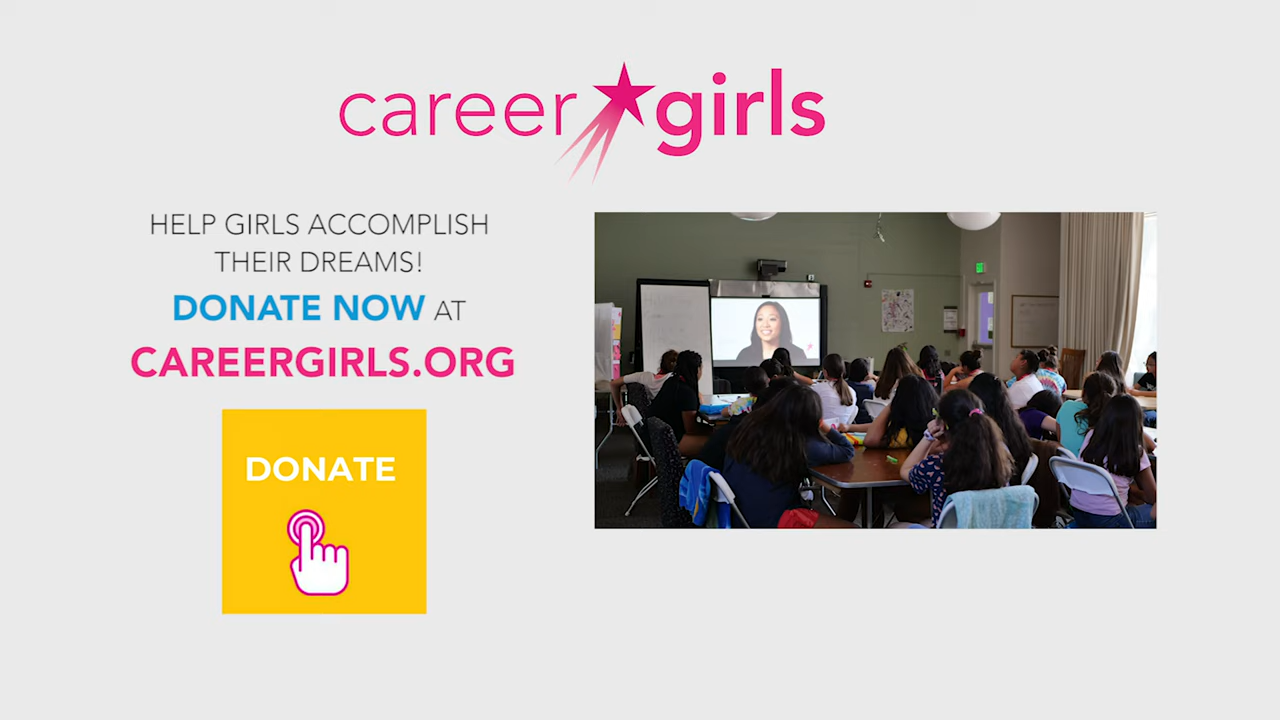 career girls
HELP GIRLS ACCOMPLISH
THEIR DREAMS!
DONATE NOW AT
CAREERGIRLS.ORG
DONATE